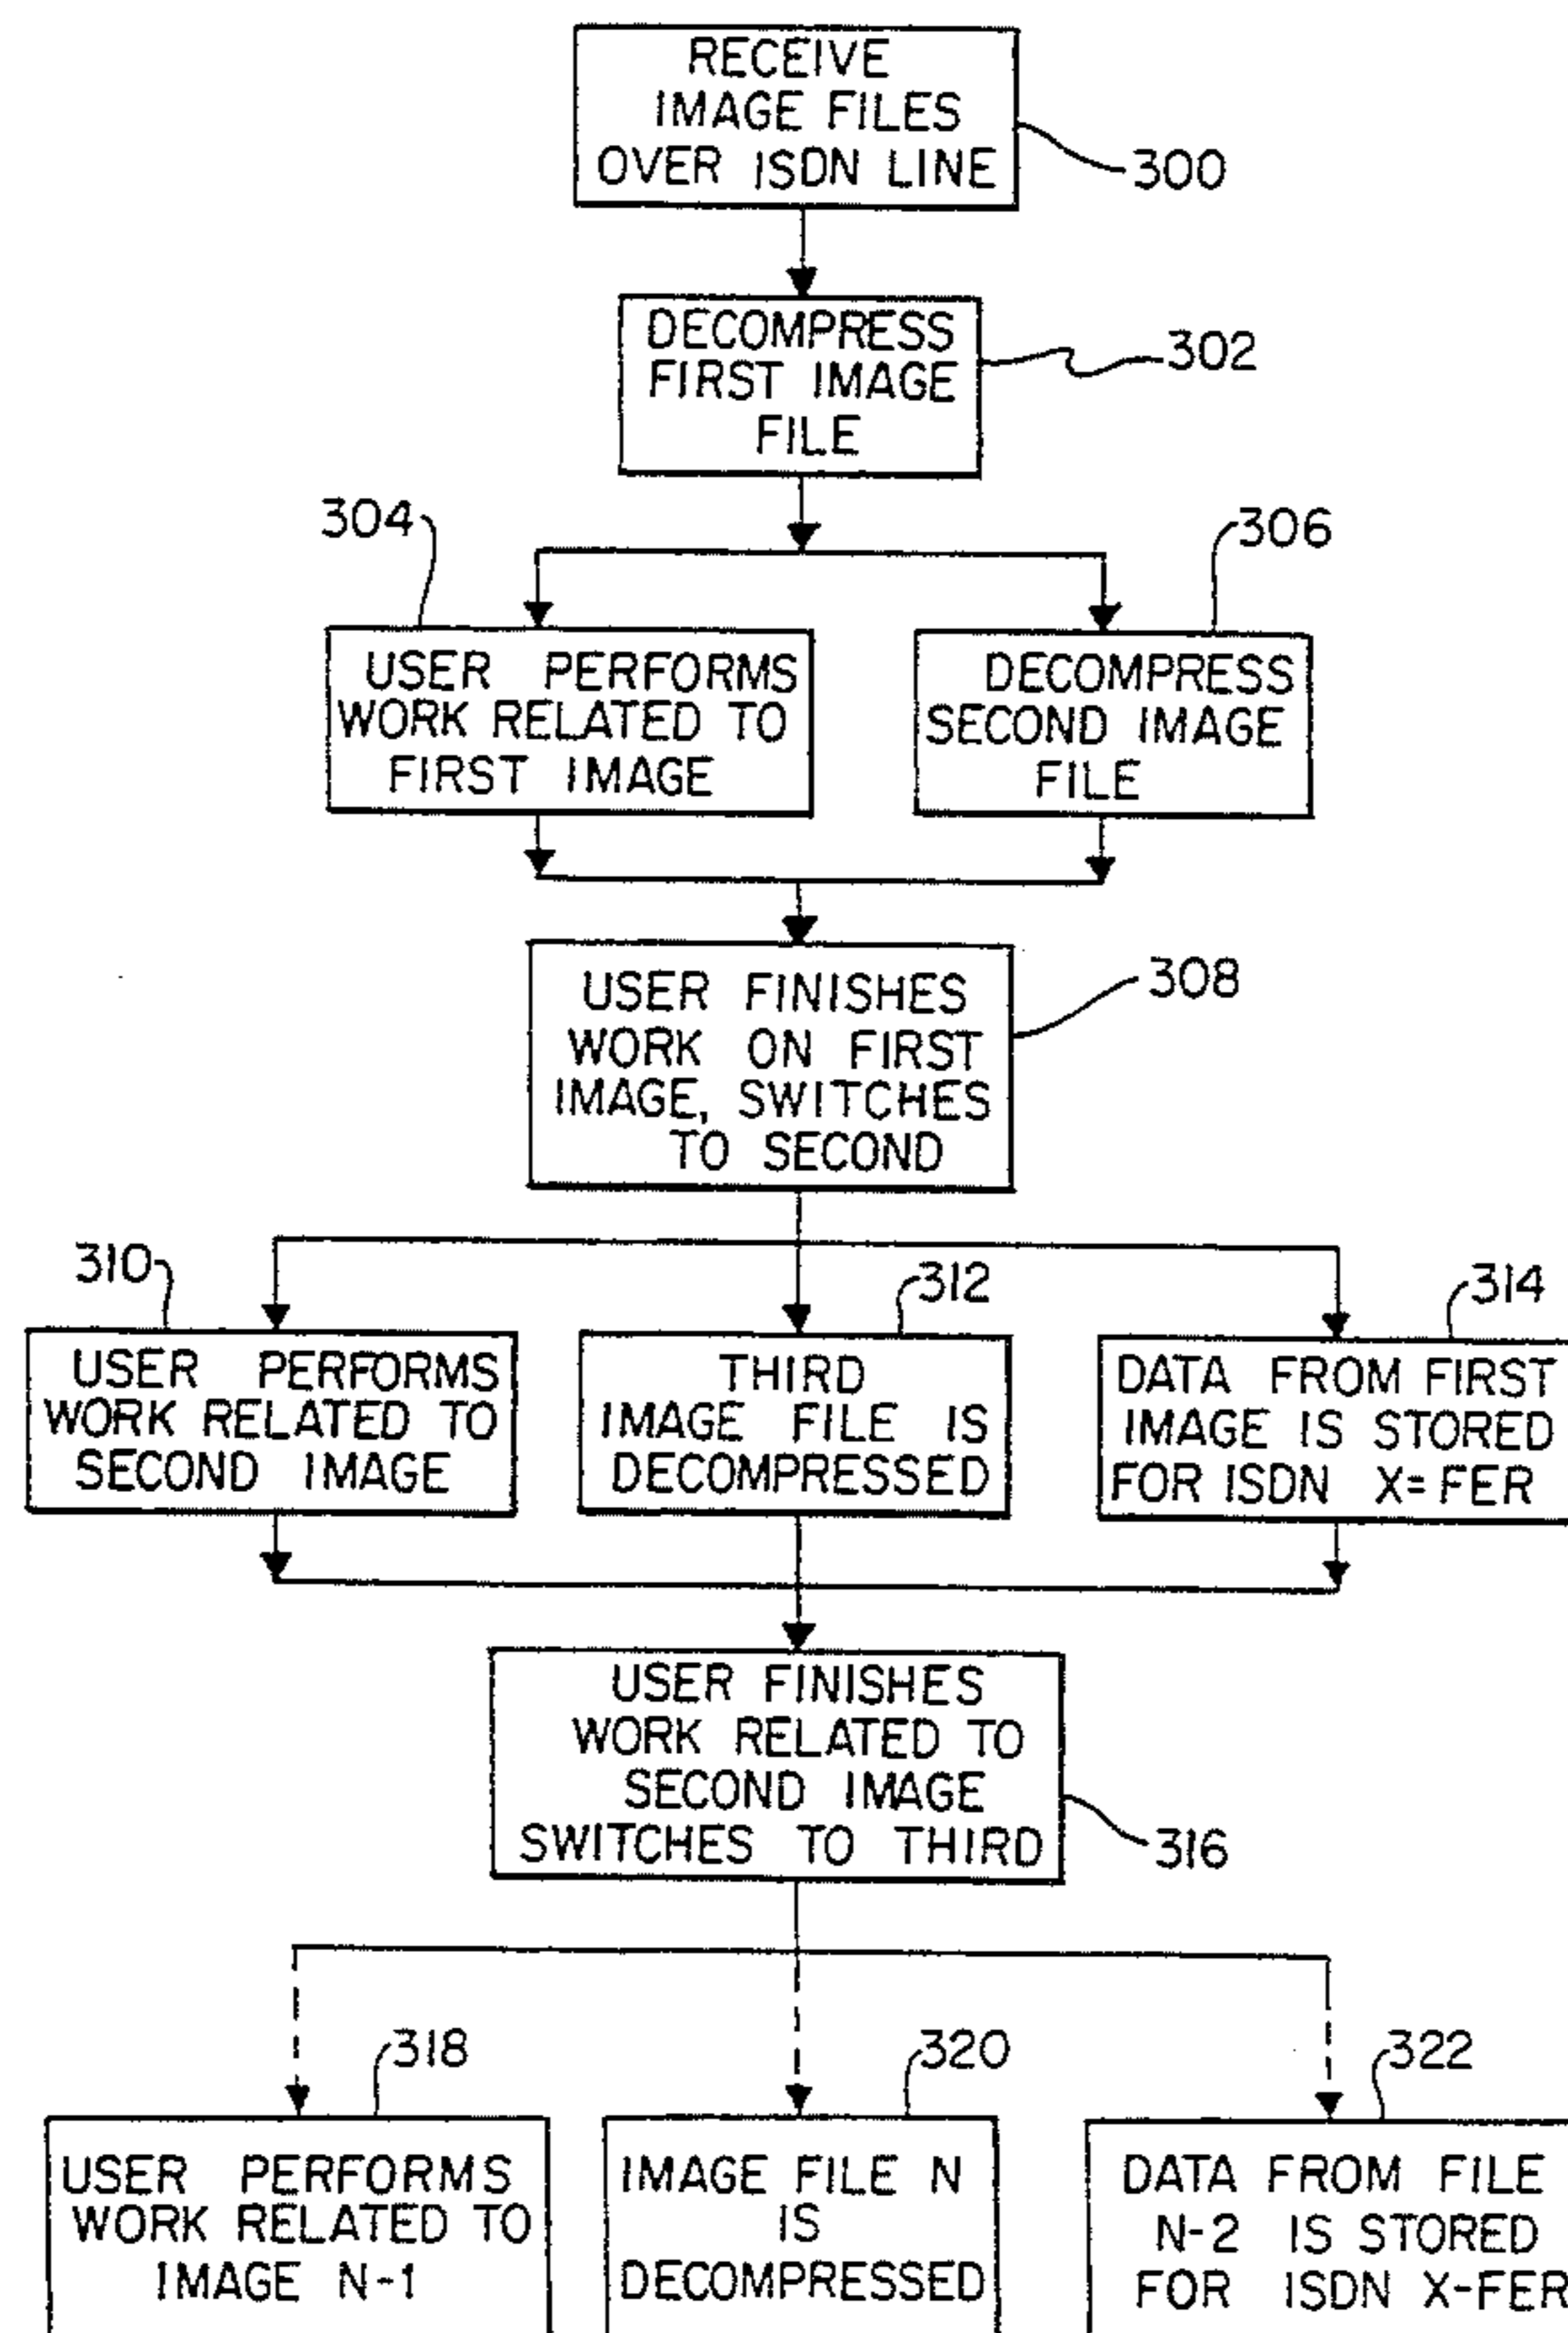 RECEIVE
IMAGE FILES
OVER ISDN LINE
300
DECOMPRESS
FIRST IMAGE
FILE
302
304
306
USER PERFORMS
WORK RELATED TO
FIRST IMAGE
DECOMPRESS
SECOND IMAGE
FILE
USER FINISHES
WORK ON FIRST
IMAGE, SWITCHES
TO SECOND
308
310
312
314
USER PERFORMS
WORK RELATED TO
SECOND IMAGE
THIRD
IMAGE FILE IS
DECOMPRESSED
DATA FROM FIRST
IMAGE IS STORED
FOR ISDN X=FER
USER FINISHES
WORK RELATED TO
SECOND IMAGE
SWITCHES TO THIRD
316
318
320
322
USER PERFORMS
WORK RELATED TO
IMAGE N-1
IMAGE FILE N
IS
DECOMPRESSED
DATA FROM FILE
N-2 IS STORED
FOR ISDN X-FER